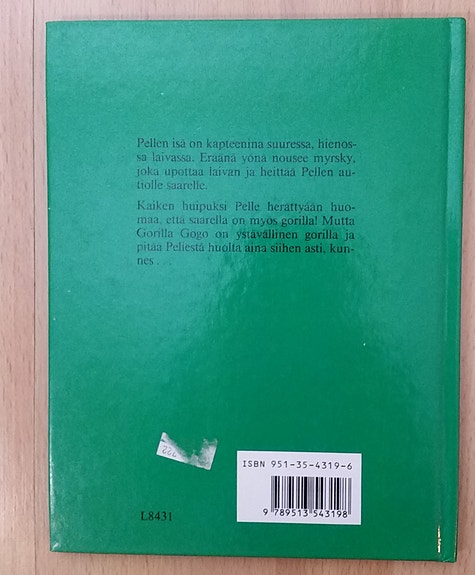 Pellen isä on kapteenina suuressa, hienos-
sa laivassa. Eräänä yönä nousee myrsky,
joka upottaa laivan ja heittää Pellen au-
tiolle saarelle.
Kaiken huipuksi Pelle herättyään huo-
maa, että saarella on myös gorilla! Mutta
Gorilla Gogo on ystävällinen gorilla ja
pitää Pellestä huolta aina siihen asti, kun-
nes . . .
ISBN 951-35-4319-6
9 789513 543198
L8431